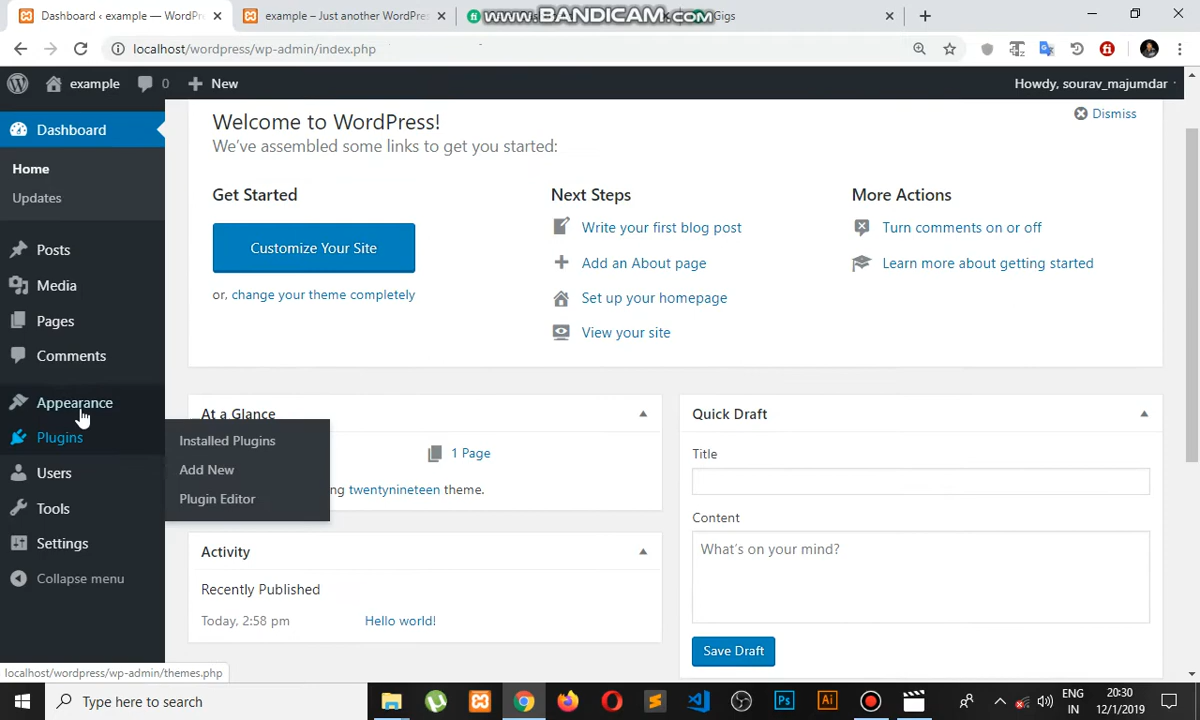 Dashboard ‹ example — WordPr
example – Just another WordPres
www.BANDICAM.com
Gigs
localhost/wordpress/wp-admin/index.php
example
0
New
Howdy, sourav_majumdar
Dashboard
Home
Updates
Posts
Media
Pages
Comments
Appearance
Plugins
Users
Tools
Settings
Collapse menu
Installed Plugins
Add New
Plugin Editor
Welcome to WordPress!
We've assembled some links to get you started:
Dismiss
Get Started
Customize Your Site
or, change your theme completely
Next Steps
Write your first blog post
Add an About page
Set up your homepage
View your site
More Actions
Turn comments on or off
Learn more about getting started
At a Glance
1 Page
ng twentynineteen theme.
Activity
Recently Published
Today, 2:58 pm
Hello world!
Quick Draft
Title
Content
What's on your mind?
Save Draft
localhost/wordpress/wp-admin/themes.php
Type here to search
ENG
IN
20:30
12/1/2019